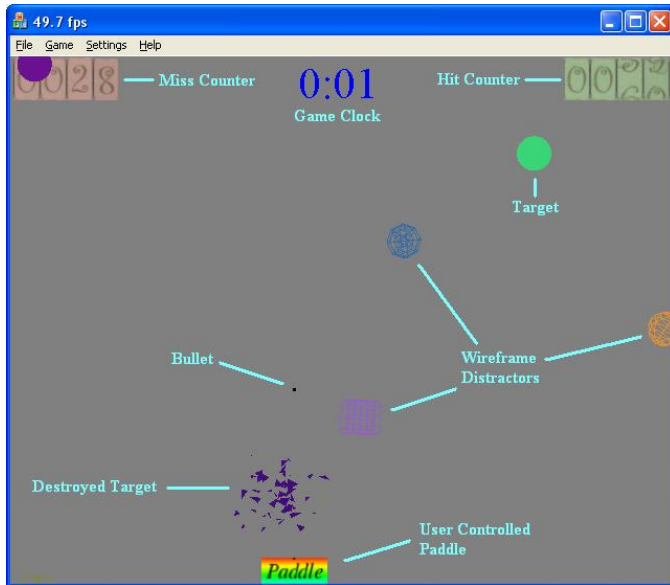 49.7 fps
File Game Settings Help
0028
Miss Counter
0:01
Game Clock
Hit Counter
00
Target
Bullet
Wireframe
Distractors
Destroyed Target
User Controlled
Paddle
Paddle